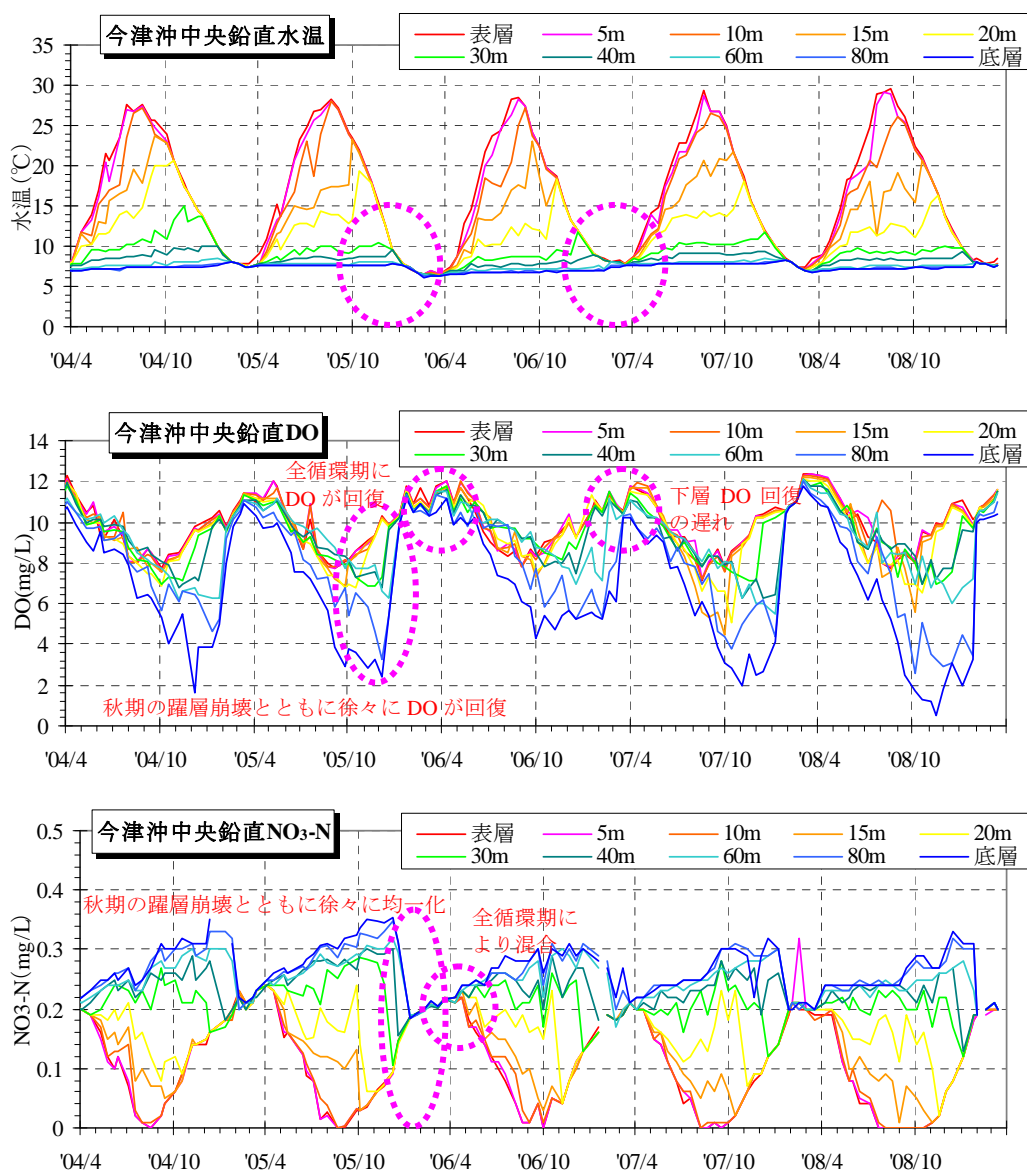 今津沖中央鉛直水温
表層 5m 10m 15m 20m
30m 40m 60m 80m 底層
水温(℃)
35
30
25
20
15
10
5
0
'04/4 '04/10 '05/4 '05/10 '06/4 '06/10 '07/4 '07/10 '08/4 '08/10
今津沖中央鉛直DO
表層 5m 10m 15m 20m
30m 40m 60m 80m 底層
DO(mg/L)
14
12
10
8
6
4
2
0
全循環期に
DOが回復
下層 DO 回復
の遅れ
秋期の躍層崩壊とともに徐々に DO が回復
'04/4 '04/10 '05/4 '05/10 '06/4 '06/10 '07/4 '07/10 '08/4 '08/10
今津沖中央鉛直NO₃-N
表層 5m 10m 15m 20m
30m 40m 60m 80m 底層
NO3-N(mg/L)
0.5
0.4
0.3
0.2
0.1
0
秋期の躍層崩壊とともに徐々に均一化
全循環期に
より混合
'04/4 '04/10 '05/4 '05/10 '06/4 '06/10 '07/4 '07/10 '08/4 '08/10